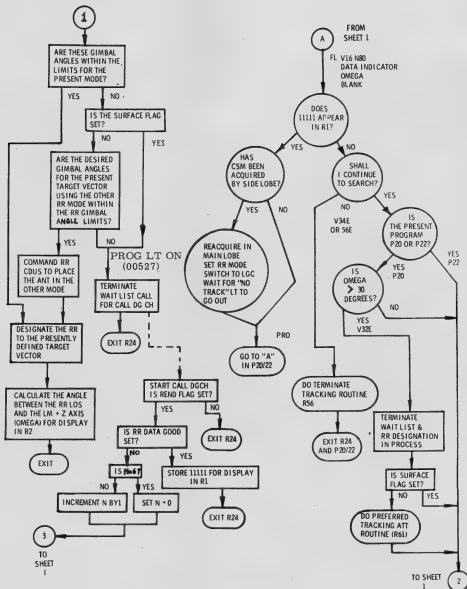 1
ARE THESE GIMBAL
ANGLES WITHIN THE
LIMITS FOR THE
PRESENT MODE?
YES
NO
IS THE SURFACE FLAG
SET?
NO
YES
ARE THE DESIRED
GIMBAL ANGLES
FOR THE PRESENT
TARGET VECTOR
USING THE OTHER
RR MODE WITHIN
THE RR GIMBAL
ANGLE LIMITS?
YES
NO
COMMAND RR
CDUS TO PLACE
THE ANT IN THE
OTHER MODE
DESIGNATE THE RR
TO THE PRESENTLY
DEFINED TARGET
VECTOR
CALCULATE THE ANGLE
BETWEEN THE RR LOS
AND THE LM + Z AXIS
(OMEGA) FOR DISPLAY
IN R2
EXIT
PROG LT ON
(00527)
TERMINATE
WAIT LIST CALL
FOR CALL DG CH
EXIT R24
START CALL DGCH
IS REND FLAG SET?
YES
NO
EXIT R24
IS RR DATA GOOD
SET?
NO
YES
IS N=6?
NO
YES
INCREMENT N BY1
SET N = 0
STORE 11111 FOR DISPLAY
IN R1
EXIT R24
3
TO
SHEET
1
FROM
SHEET 1
A
FL V16 N80
DATA INDICATOR
OMEGA
BLANK
DOES
11111 APPEAR
IN R1?
YES
NO
HAS
CSM BEEN
ACQUIRED
BY SIDE LOBE?
YES
NO
REACQUIRE IN
MAIN LOBE
SET RR MODE
SWITCH TO LGC
WAIT FOR "NO
TRACK" LT TO
GO OUT
PRO
GO TO "A"
IN P20/22
SHALL
I CONTINUE
TO SEARCH?
NO
YES
V34E
OR 56E
IS
THE PRESENT
PROGRAM
P20 OR P22?
YES
P20
YES
P22
IS
OMEGA
> 30
DEGREES?
NO
YES
V32E
DO TERMINATE
TRACKING ROUTINE
R56
EXIT R24
AND P20/22
TERMINATE
WAIT LIST &
RR DESIGNATION
IN PROCESS
IS SURFACE
FLAG SET?
NO
YES
DO PREFERRED
TRACKING ATT
ROUTINE (R61)
TO SHEET
1
2